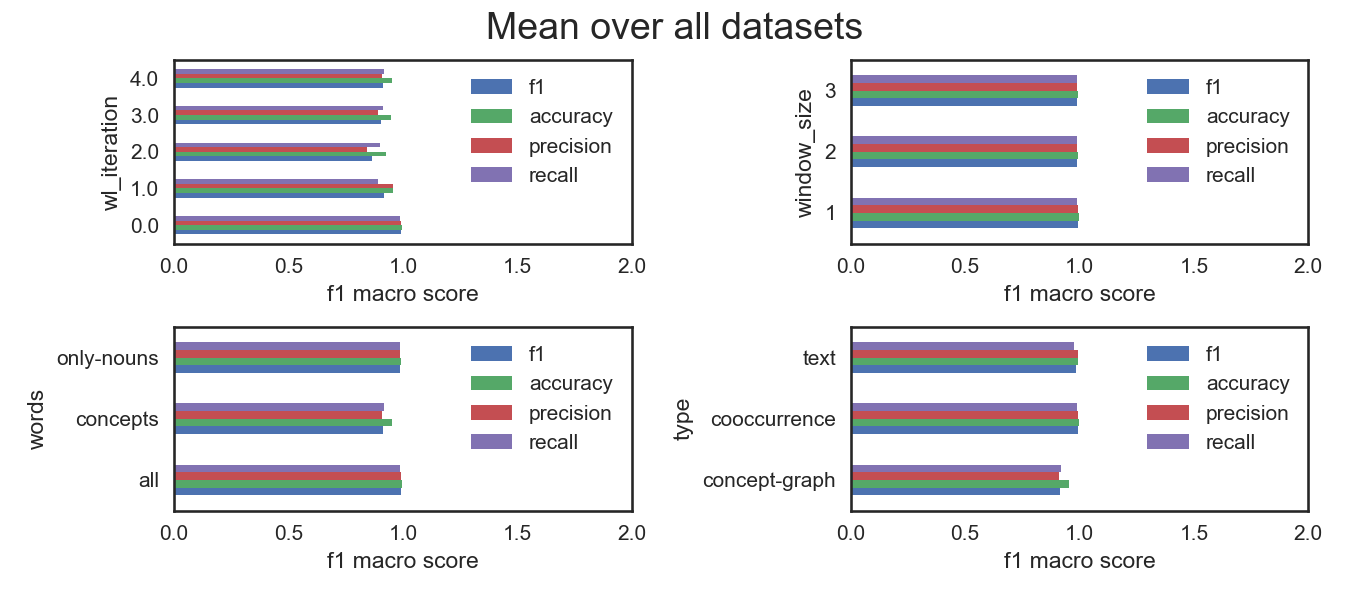 Mean over all datasets
wl_iteration
4.0
3.0
2.0
1.0
0.0
f1
accuracy
precision
recall
0.0 0.5 1.0 1.5 2.0
f1 macro score
window_size
3
2
1
f1
accuracy
precision
recall
0.0 0.5 1.0 1.5 2.0
f1 macro score
words
only-nouns
concepts
all
f1
accuracy
precision
recall
0.0 0.5 1.0 1.5 2.0
f1 macro score
type
text
cooccurrence
concept-graph
f1
accuracy
precision
recall
0.0 0.5 1.0 1.5 2.0
f1 macro score